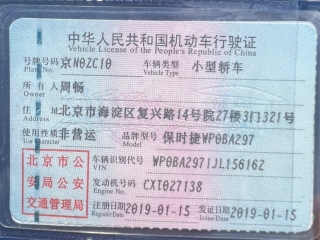 中华人民共和国机动车行驶证
Vehicle License of the People's Republic of China
号牌号码 京N0ZC10 车辆类型 小型轿车
Plate No. Vehicle Type
所有人 周畅
Owner
住址 北京市海淀区复兴路14号院27楼3门321号
Address
使用性质 非营运 品牌型号 保时捷WP0BA297
Use Character Model
北京市公 车辆识别代号 WP0BA2971JL156162
VIN
安局公安 发动机号码 CXT027138
Engine No.
交通管理局 注册日期 2019-01-15 发证日期 2019-01-15
Register Date Issue Date